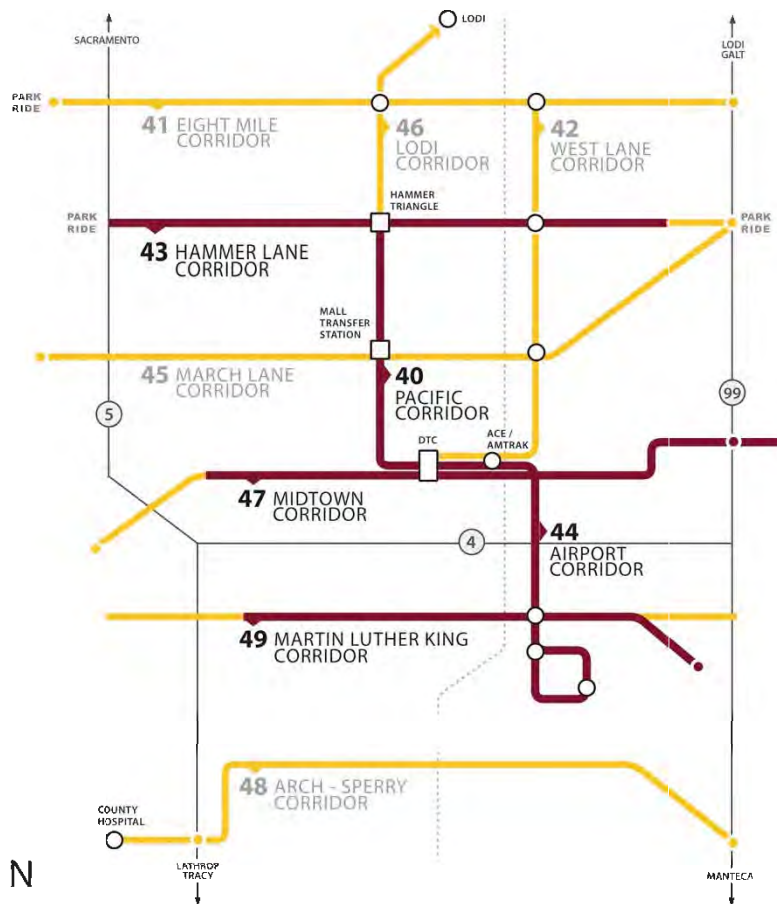 LODI
SACRAMENTO
LODI
GALT
PARK
RIDE
41 EIGHT MILE
CORRIDOR
46
LODI
CORRIDOR
42
WEST LANE
CORRIDOR
HAMMER
TRIANGLE
PARK
RIDE
PARK
RIDE
43 HAMMER LANE
CORRIDOR
MALL
TRANSFER
STATION
45 MARCH LANE
CORRIDOR
40
PACIFIC
CORRIDOR
99
5
DTC
ACE /
AMTRAK
47 MIDTOWN
CORRIDOR
44
AIRPORT
CORRIDOR
4
49 MARTIN LUTHER KING
CORRIDOR
48 ARCH - SPERRY
CORRIDOR
COUNTY
HOSPITAL
LATHROP
TRACY
MANTECA
N